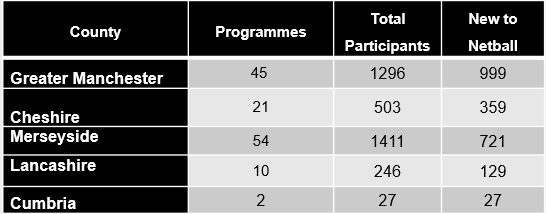 County Programmes Total Participants New to Netball
Greater Manchester 45 1296 999
Cheshire 21 503 359
Merseyside 54 1411 721
Lancashire 10 246 129
Cumbria 2 27 27